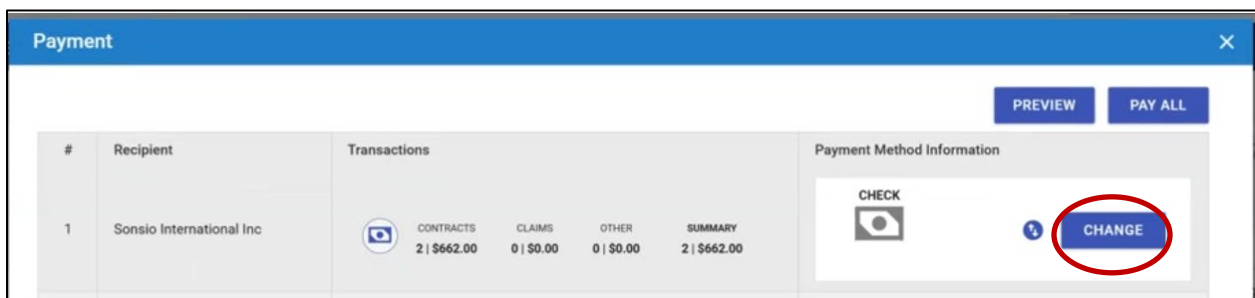 Payment
PREVIEW PAY ALL
# Recipient Transactions Payment Method Information
CHECK
1 Sonsio International Inc CONTRACTS CLAIMS OTHER SUMMARY CHANGE
2 | $662.00 0 | $0.00 0 | $0.00 2 | $662.00